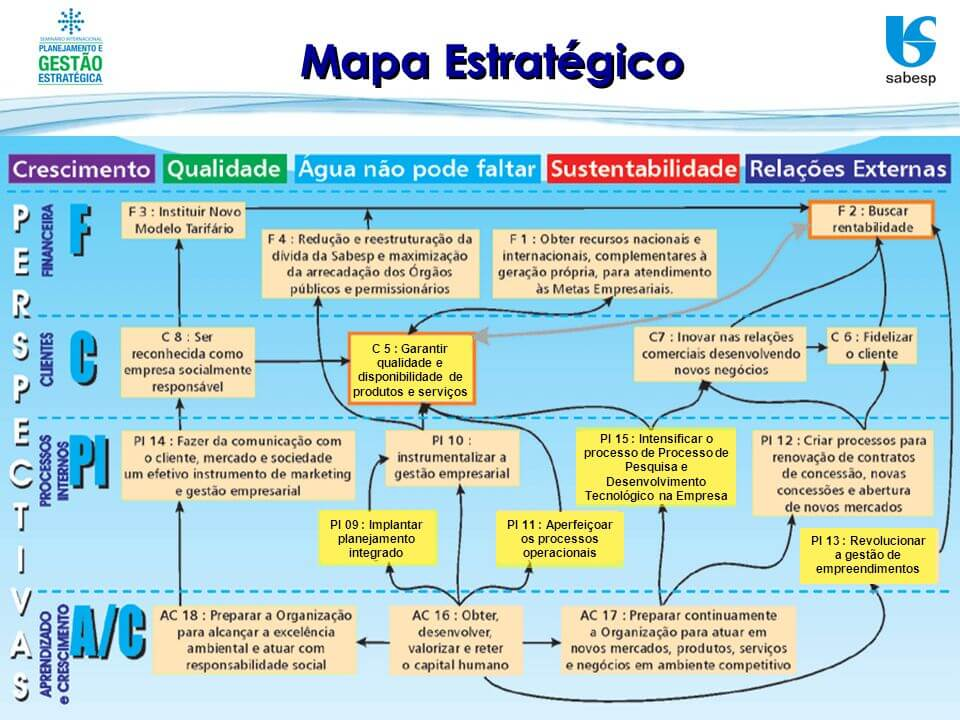 SEMINÁRIO INTERNACIONAL
PLANEJAMENTO E
GESTÃO
ESTRATÉGICA
Mapa Estratégico
sabesp
Crescimento
Qualidade
Água não pode faltar
Sustentabilidade
Relações Externas
PERSPECTIVAS
FINANCEIRA
F
F 3 : Instituir Novo
Modelo Tarifário
F 4 : Redução e reestruturação da
dívida da Sabesp e maximização
da arrecadação dos Órgãos
públicos e permissionários
F 1 : Obter recursos nacionais e
internacionais, complementares à
geração própria, para atendimento
às Metas Empresariais.
F 2 : Buscar
rentabilidade
CLIENTES
C
C 8 : Ser
reconhecida como
empresa socialmente
responsável
C 5 : Garantir
qualidade e
disponibilidade de
produtos e serviços
C7 : Inovar nas relações
comerciais desenvolvendo
novos negócios
C 6 : Fidelizar
o cliente
PROCESSOS
INTERNOS
PI
PI 14 : Fazer da comunicação com
o cliente, mercado e sociedade
um efetivo instrumento de marketing
e gestão empresarial
PI 10 :
instrumentalizar a
gestão empresarial
PI 15 : Intensificar o
processo de Processo de
Pesquisa e
Desenvolvimento
Tecnológico na Empresa
PI 12 : Criar processos para
renovação de contratos
de concessão, novas
concessões e abertura
de novos mercados
PI 09 : Implantar
planejamento
integrado
PI 11 : Aperfeiçoar
os processos
operacionais
PI 13 : Revolucionar
a gestão de
empreendimentos
APRENDIZADO
e CRESCIMENTO
A/C
AC 18 : Preparar a Organização
para alcançar a excelência
ambiental e atuar com
responsabilidade social
AC 16 : Obter,
desenvolver,
valorizar e reter
o capital humano
AC 17 : Preparar continuamente
a Organização para atuar em
novos mercados, produtos, serviços
e negócios em ambiente competitivo